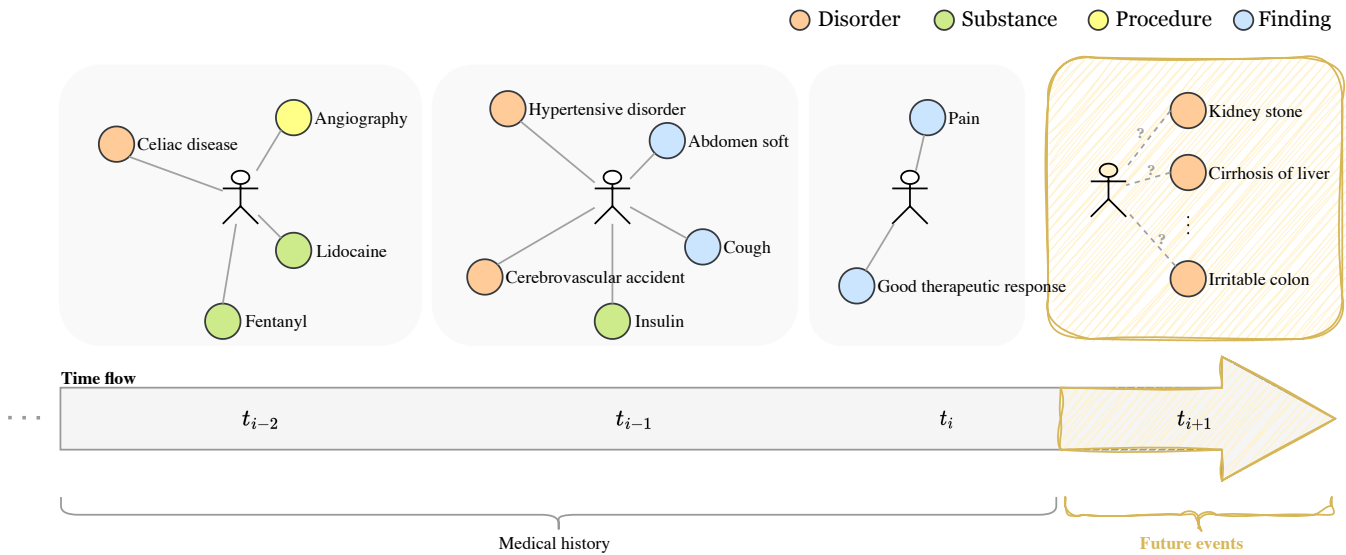 Disorder Substance Procedure Finding
Celiac disease
Angiography
Lidocaine
Fentanyl
Hypertensive disorder
Abdomen soft
Cough
Cerebrovascular accident
Insulin
Pain
Good therapeutic response
Kidney stone
?
Cirrhosis of liver
?
⋮
Irritable colon
?
Time flow
... t_{i−2} t_{i−1} t_i t_{i+1}
Medical history
Future events